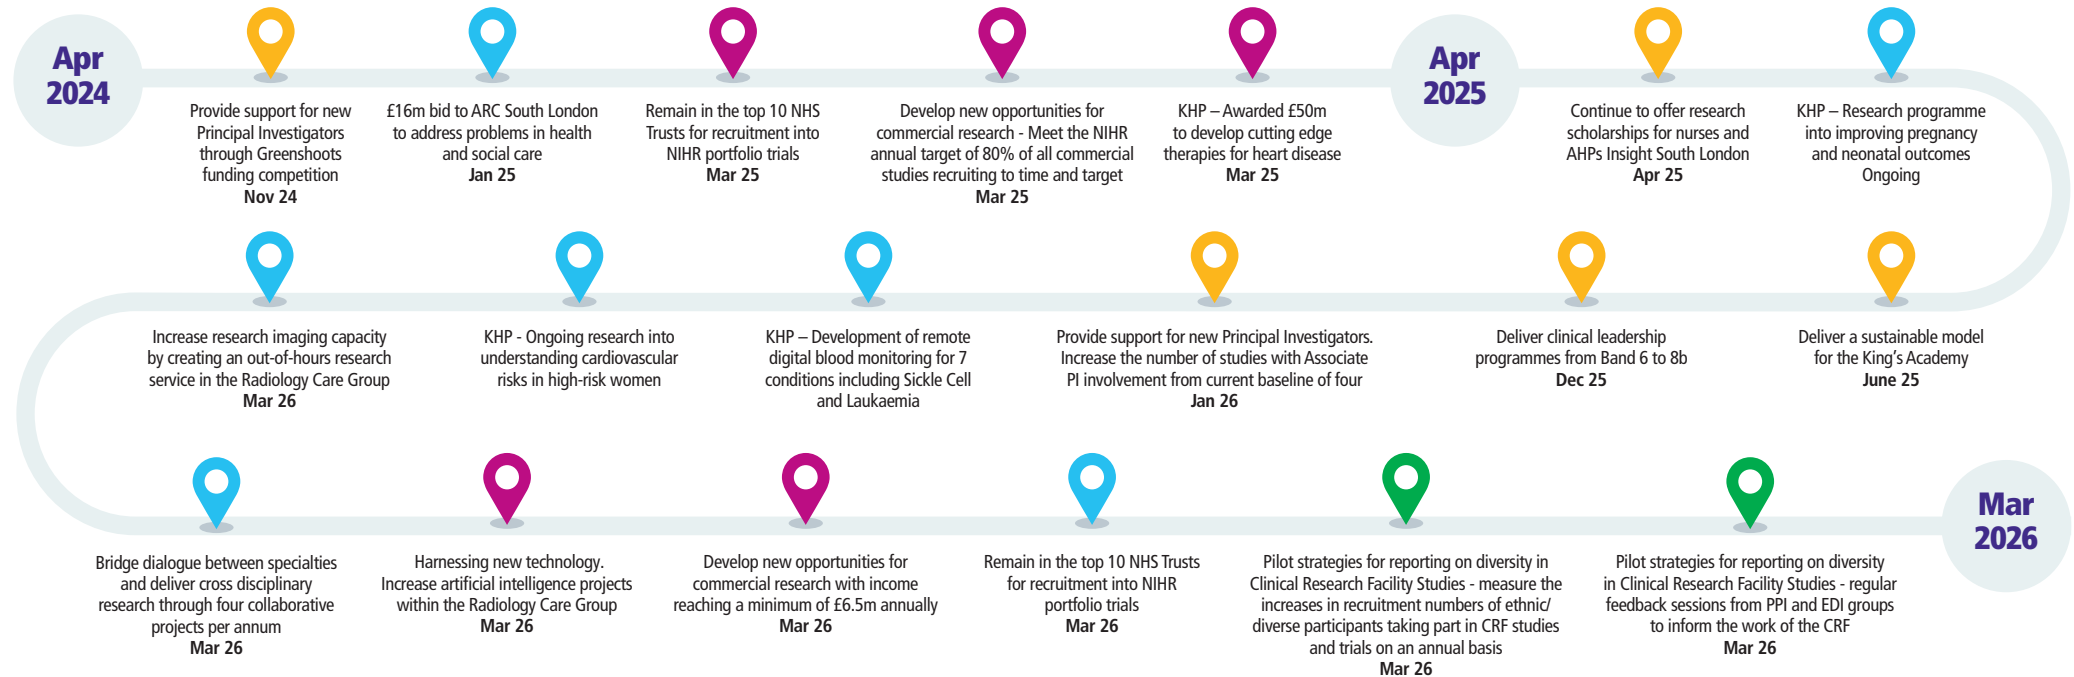 Apr
2024
Provide support for new
Principal Investigators
through Greenshoots
funding competition
Nov 24
£16m bid to ARC South London
to address problems in health
and social care
Jan 25
Remain in the top 10 NHS
Trusts for recruitment into
NIHR portfolio trials
Mar 25
Develop new opportunities for
commercial research - Meet the NIHR
annual target of 80% of all commercial
studies recruiting to time and target
Mar 25
KHP – Awarded £50m
to develop cutting edge
therapies for heart disease
Mar 25
Apr
2025
Continue to offer research
scholarships for nurses and
AHPs Insight South London
Apr 25
KHP – Research programme
into improving pregnancy
and neonatal outcomes
Ongoing
Increase research imaging capacity
by creating an out-of-hours research
service in the Radiology Care Group
Mar 26
KHP - Ongoing research into
understanding cardiovascular
risks in high-risk women
KHP – Development of remote
digital blood monitoring for 7
conditions including Sickle Cell
and Laukaemia
Provide support for new Principal Investigators.
Increase the number of studies with Associate
PI involvement from current baseline of four
Jan 26
Deliver clinical leadership
programmes from Band 6 to 8b
Dec 25
Deliver a sustainable model
for the King's Academy
June 25
Bridge dialogue between specialties
and deliver cross disciplinary
research through four collaborative
projects per annum
Mar 26
Harnessing new technology.
Increase artificial intelligence projects
within the Radiology Care Group
Mar 26
Develop new opportunities for
commercial research with income
reaching a minimum of £6.5m annually
Mar 26
Remain in the top 10 NHS Trusts
for recruitment into NIHR
portfolio trials
Mar 26
Pilot strategies for reporting on diversity in
Clinical Research Facility Studies - measure the
increases in recruitment numbers of ethnic/
diverse participants taking part in CRF studies
and trials on an annual basis
Mar 26
Pilot strategies for reporting on diversity
in Clinical Research Facility Studies - regular
feedback sessions from PPI and EDI groups
to inform the work of the CRF
Mar 26
Mar
2026